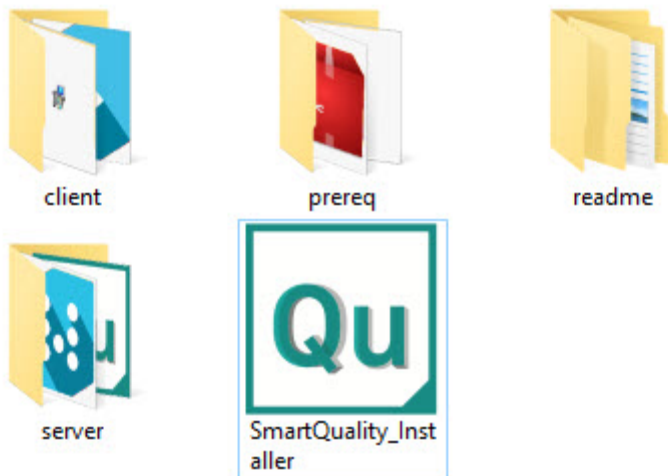 client
prereq
readme
u
server
Qu
SmartQuality_Inst
aller